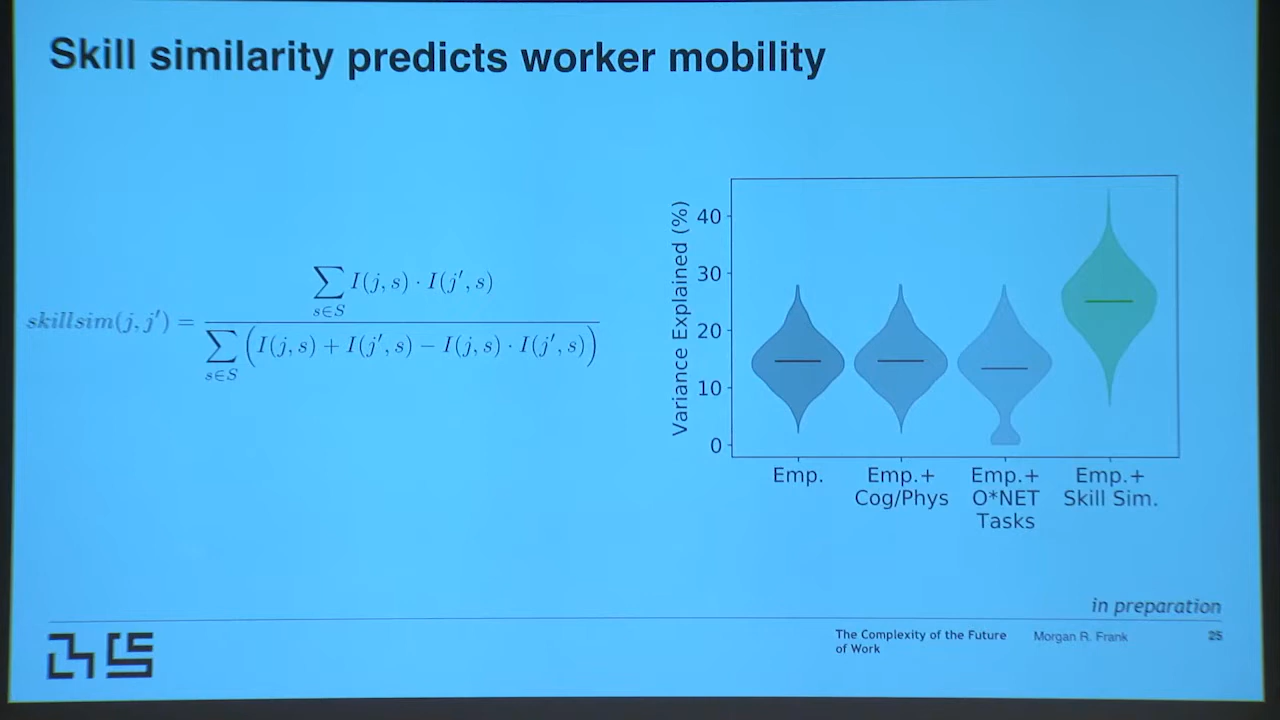 Skill similarity predicts worker mobility
skillsim(j, j′) = ∑_{s∈S} I(j, s) · I(j′, s) / ∑_{s∈S} (I(j, s) + I(j′, s) − I(j, s) · I(j′, s))
Variance Explained (%)
40
30
20
10
0
Emp.
Emp.+
Cog/Phys
Emp.+
O*NET
Tasks
Emp.+
Skill Sim.
in preparation
The Complexity of the Future
of Work
Morgan R. Frank
25